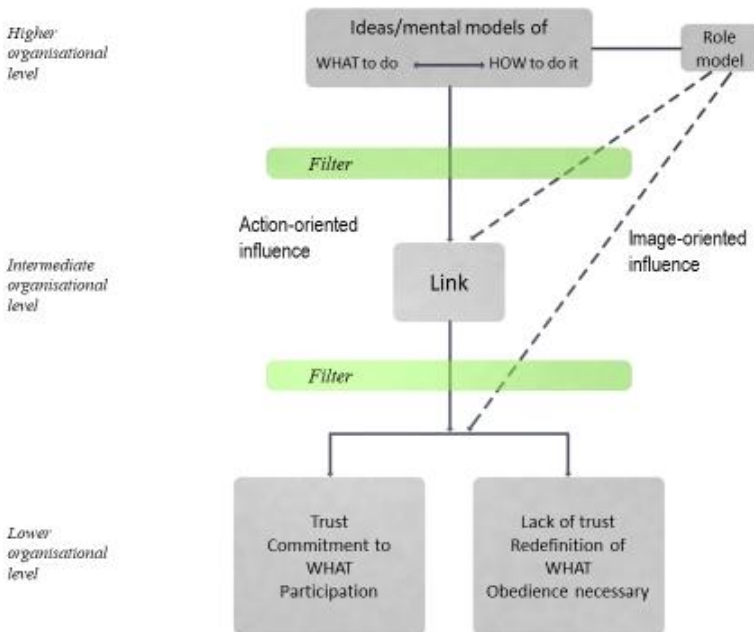 Higher
organisational
level
Ideas/mental models of
WHAT to do
HOW to do it
Role
model
Filter
Action-oriented
influence
Image-oriented
influence
Intermediate
organisational
level
Link
Filter
Lower
organisational
level
Trust
Commitment to
WHAT
Participation
Lack of trust
Redefinition of
WHAT
Obedience necessary